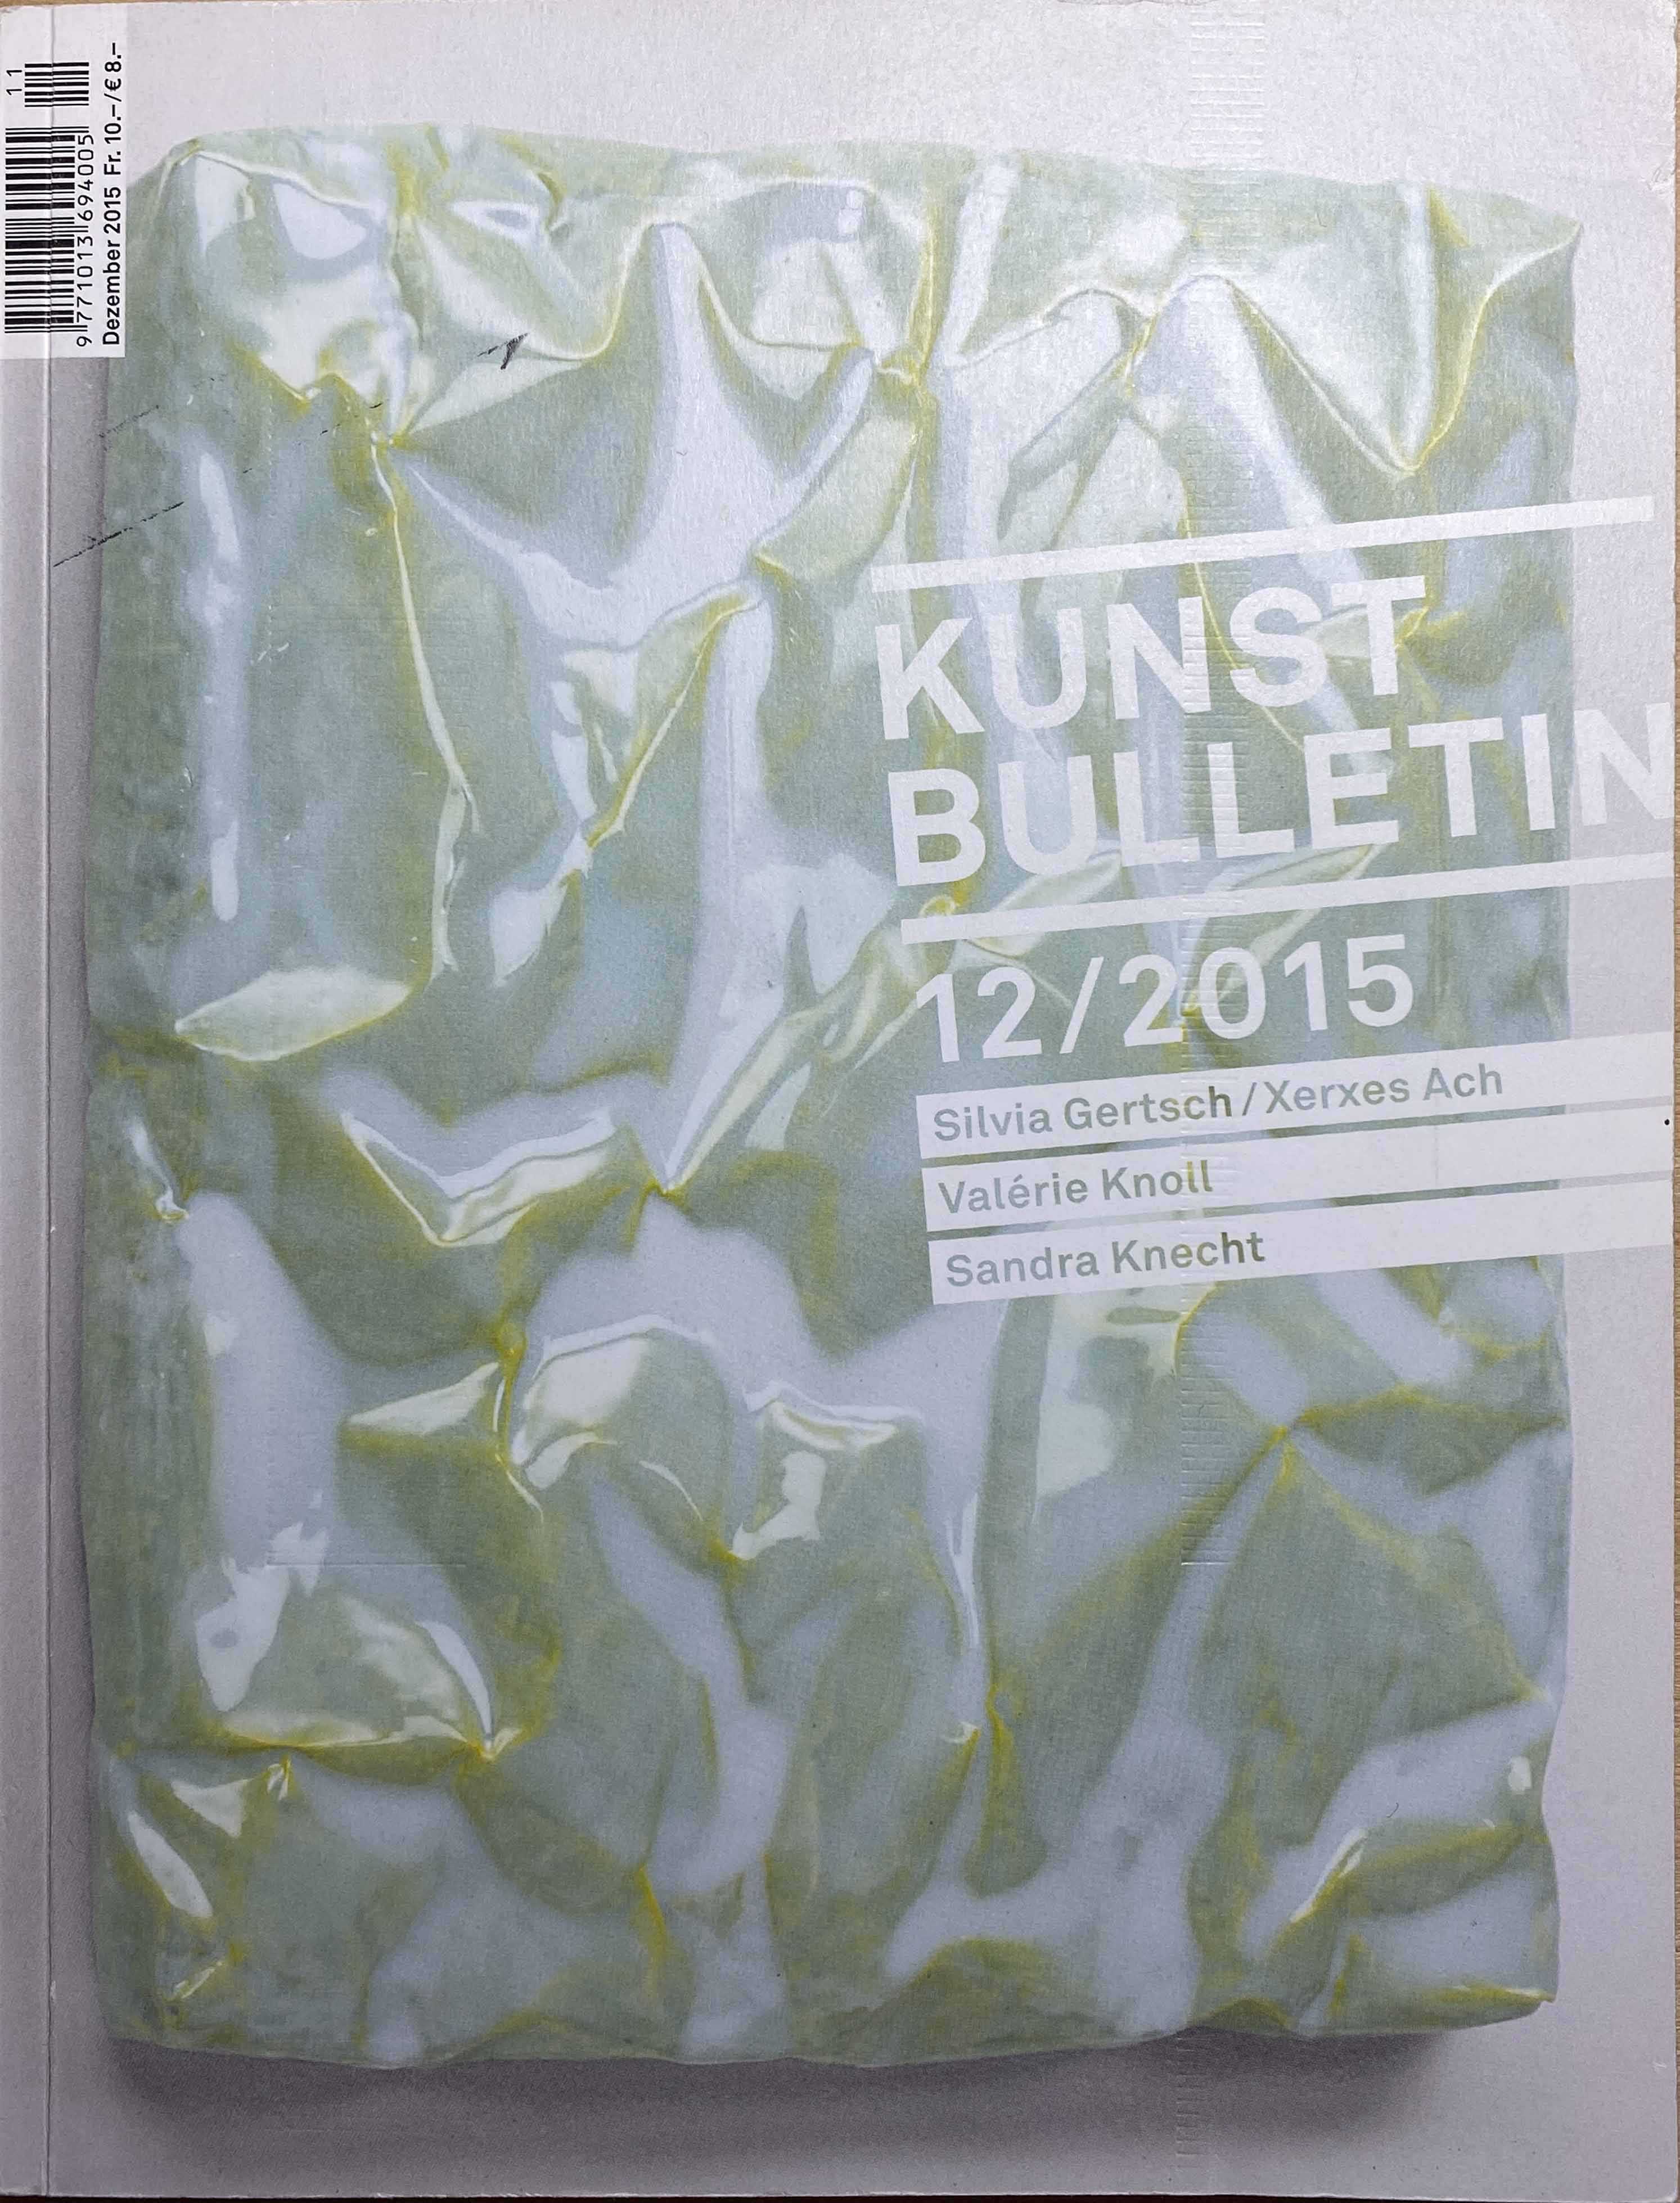 11
9 771013 694005
Dezember 2015 Fr. 10.–/€ 8.–
KUNST
BULLETIN
12/2015
Silvia Gertsch/Xerxes Ach
Valérie Knoll
Sandra Knecht